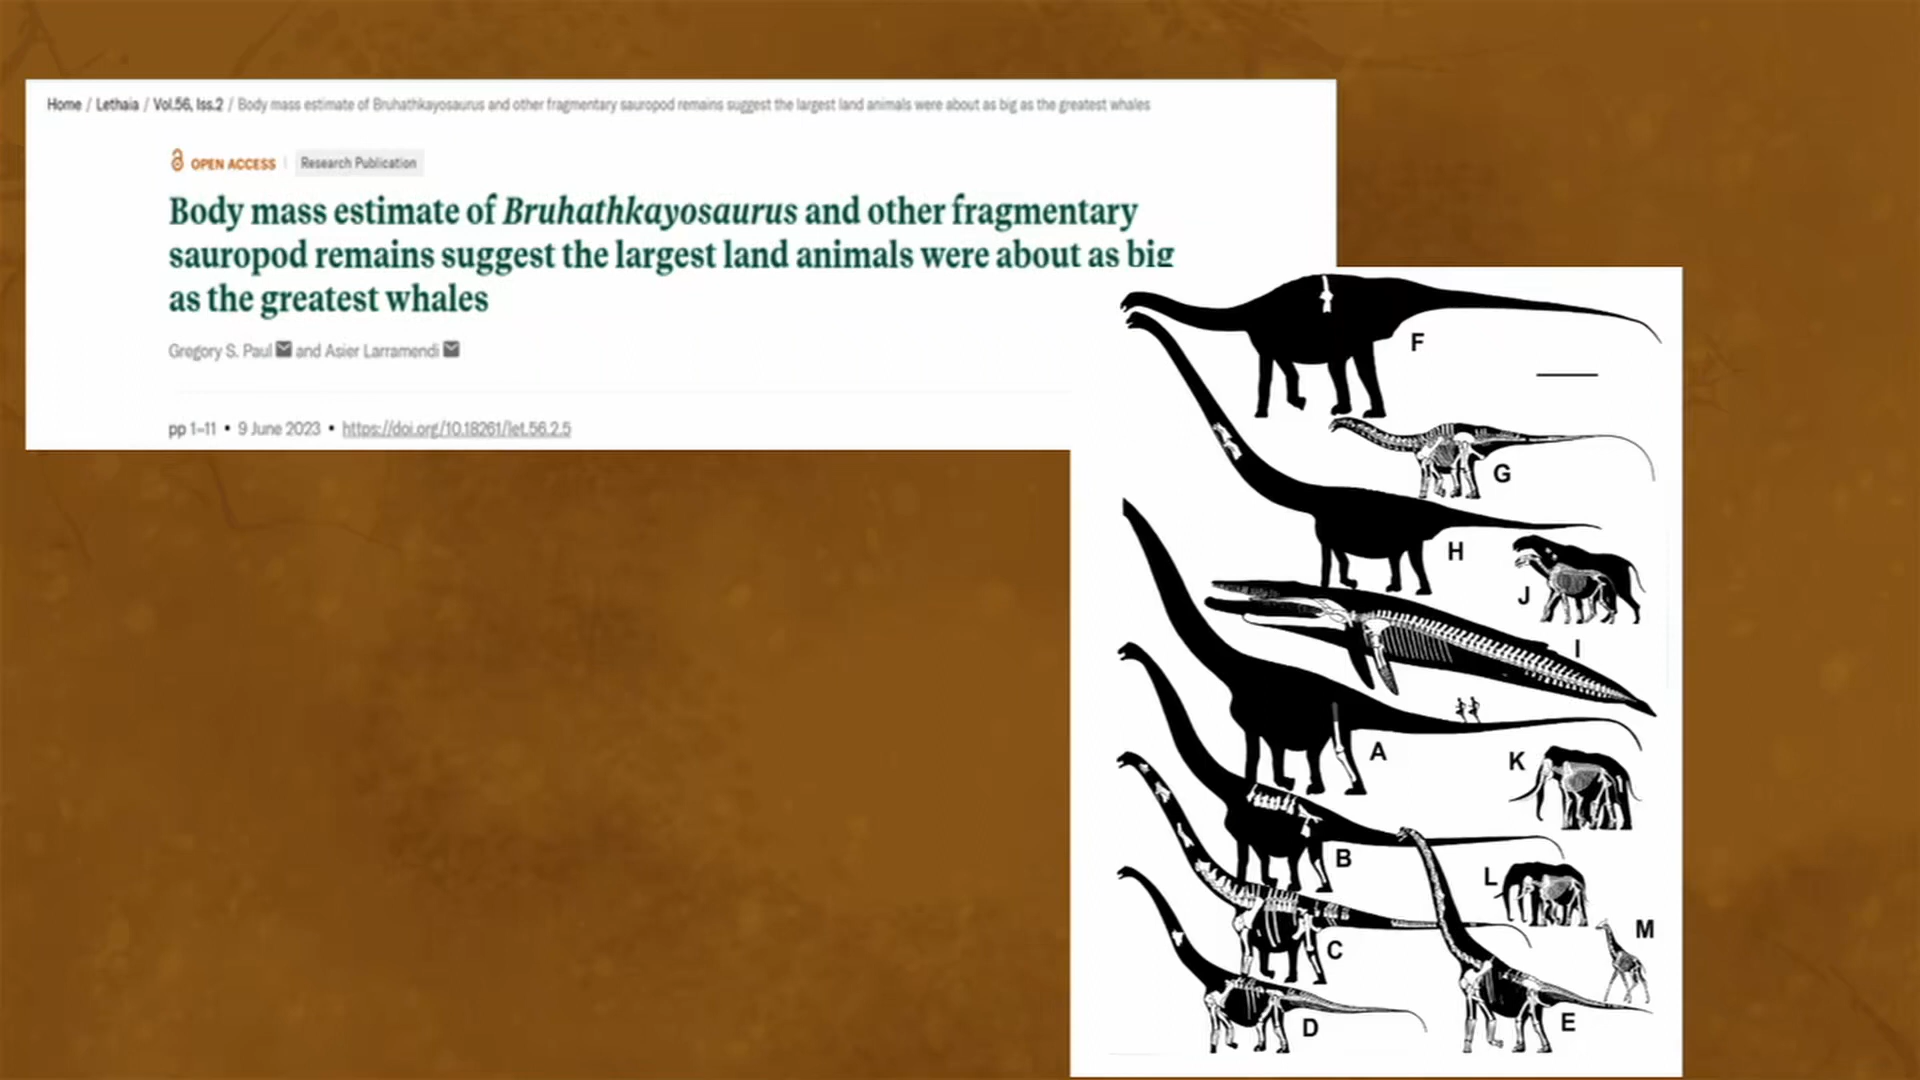 Home / Lethaia / Vol.56, Iss.2 / Body mass estimate of Bruhathkayosaurus and other fragmentary sauropod remains suggest the largest land animals were about as big as the greatest whales
OPEN ACCESS | Research Publication
Body mass estimate of Bruhathkayosaurus and other fragmentary
sauropod remains suggest the largest land animals were about as big
as the greatest whales
Gregory S. Paul and Asier Larramendi
pp 1–11 • 9 June 2023 • https://doi.org/10.18261/let.56.2.5
F
G
H
J
I
A
K
B
L
M
C
D
E